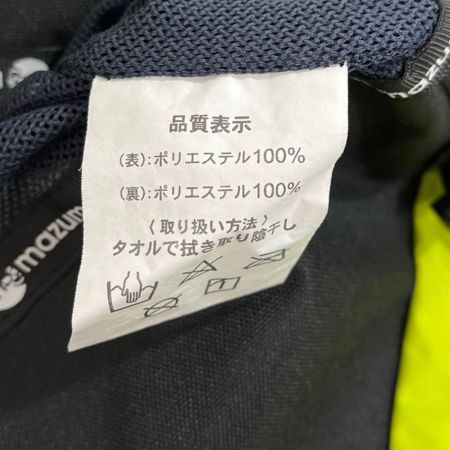 品質表示
(表):ポリエステル100%
(裏):ポリエステル100%
〈取り扱い方法〉
タオルで拭き取り陰干し
mazum
mazum